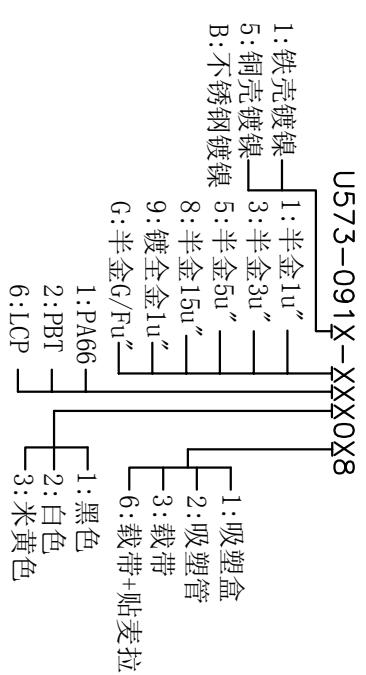 U573-091X-XXX0X8
1:铁壳镀镍
5:铜壳镀镍
B:不锈钢镀镍
1:半金1u"
3:半金3u"
5:半金5u"
8:半金15u"
9:镀全金1u"
G:半金G/Fu"
1:PA66
2:PBT
6:LCP
1:黑色
2:白色
3:米黄色
1:吸塑盒
2:吸塑管
3:载带
6:载带+贴麦拉